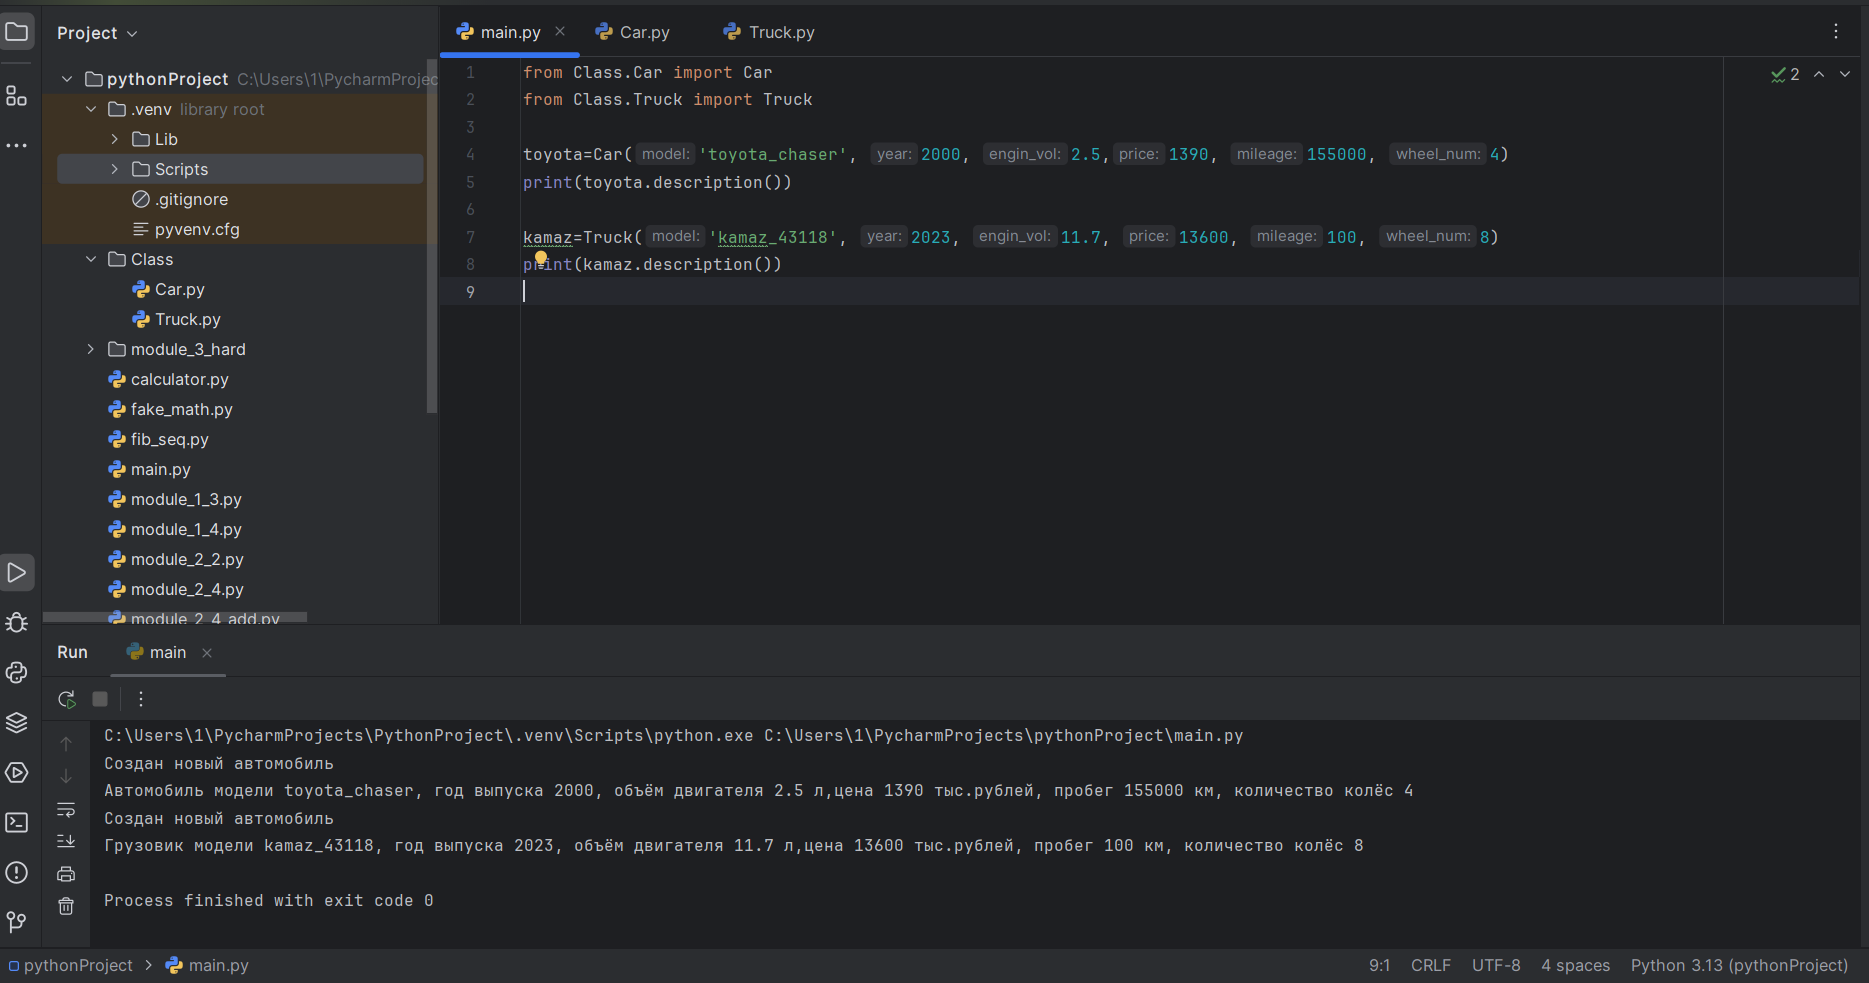 Project
main.py
Car.py
Truck.py
pythonProject C:\Users\1\PycharmProjec
.venv library root
Lib
Scripts
.gitignore
pyvenv.cfg
Class
Car.py
Truck.py
module_3_hard
calculator.py
fake_math.py
fib_seq.py
main.py
module_1_3.py
module_1_4.py
module_2_2.py
module_2_4.py
module_2_4_add.py
2
1 from Class.Car import Car
2 from Class.Truck import Truck
3
4 toyota=Car( model: 'toyota_chaser', year: 2000, engin_vol: 2.5, price: 1390, mileage: 155000, wheel_num: 4)
5 print(toyota.description())
6
7 kamaz=Truck( model: 'kamaz_43118', year: 2023, engin_vol: 11.7, price: 13600, mileage: 100, wheel_num: 8)
8 print(kamaz.description())
9
Run main
C:\Users\1\PycharmProjects\PythonProject\.venv\Scripts\python.exe C:\Users\1\PycharmProjects\pythonProject\main.py
Создан новый автомобиль
Автомобиль модели toyota_chaser, год выпуска 2000, объём двигателя 2.5 л,цена 1390 тыс.рублей, пробег 155000 км, количество колёс 4
Создан новый автомобиль
Грузовик модели kamaz_43118, год выпуска 2023, объём двигателя 11.7 л,цена 13600 тыс.рублей, пробег 100 км, количество колёс 8
Process finished with exit code 0
pythonProject > main.py
9:1 CRLF UTF-8 4 spaces Python 3.13 (pythonProject)